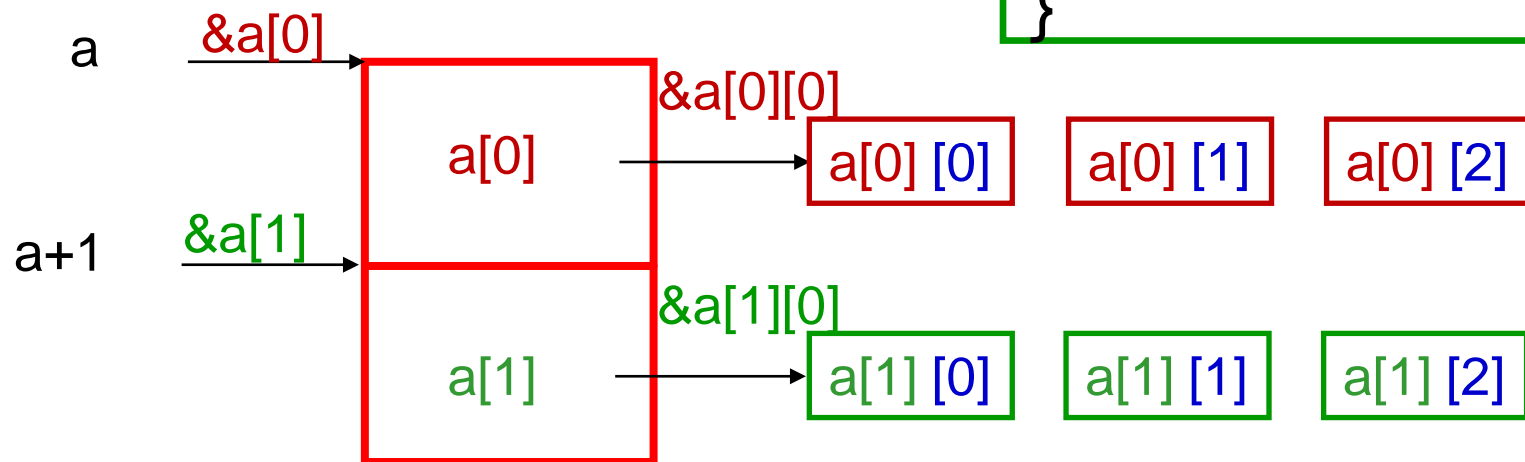 }
a &a[0]
&a[0][0]
a[0] a[0] [0] a[0] [1] a[0] [2]
a+1 &a[1]
&a[1][0]
a[1] a[1] [0] a[1] [1] a[1] [2]